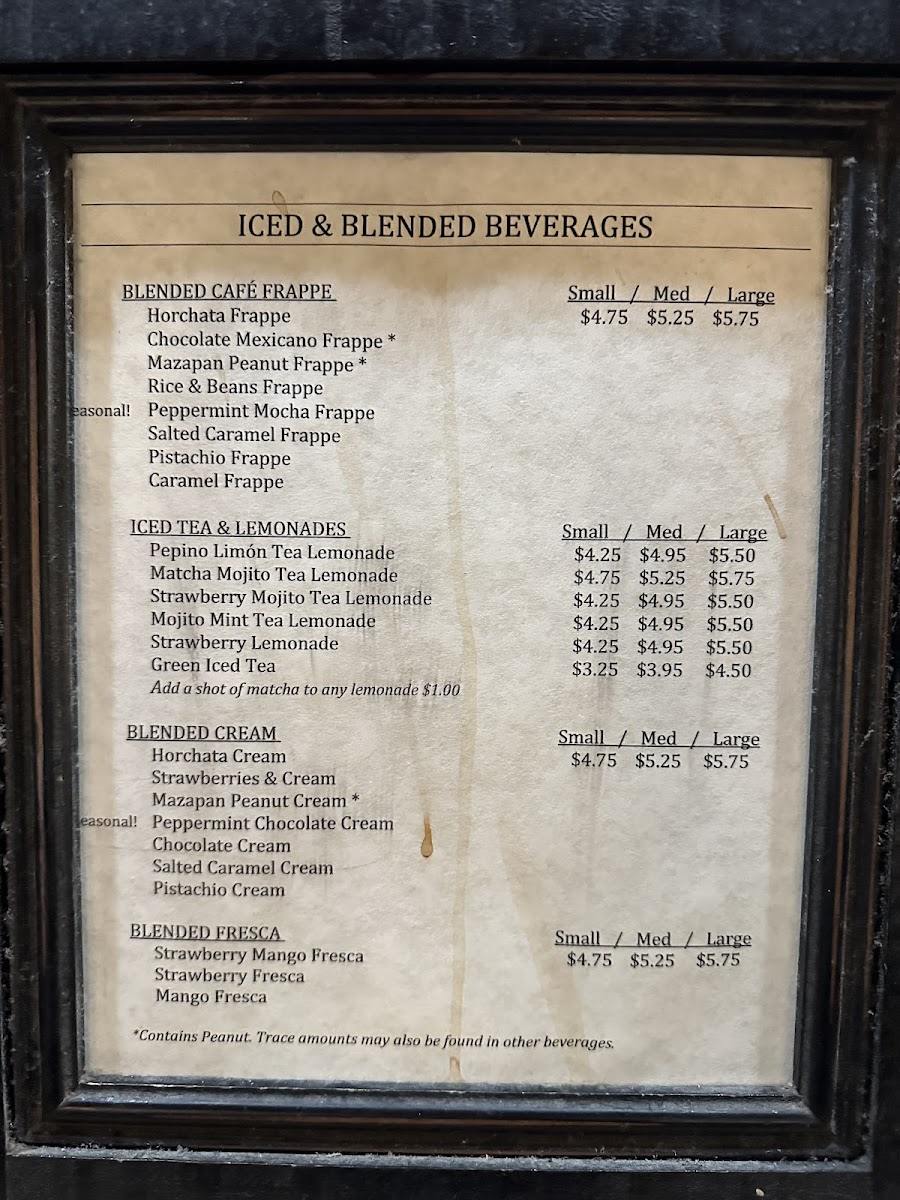 ICED & BLENDED BEVERAGES
BLENDED CAFÉ FRAPPE Small / Med / Large
Horchata Frappe $4.75 $5.25 $5.75
Chocolate Mexicano Frappe *
Mazapan Peanut Frappe *
Rice & Beans Frappe
easonal! Peppermint Mocha Frappe
Salted Caramel Frappe
Pistachio Frappe
Caramel Frappe
ICED TEA & LEMONADES Small / Med / Large
Pepino Limón Tea Lemonade $4.25 $4.95 $5.50
Matcha Mojito Tea Lemonade $4.75 $5.25 $5.75
Strawberry Mojito Tea Lemonade $4.25 $4.95 $5.50
Mojito Mint Tea Lemonade $4.25 $4.95 $5.50
Strawberry Lemonade $4.25 $4.95 $5.50
Green Iced Tea $3.25 $3.95 $4.50
Add a shot of matcha to any lemonade $1.00
BLENDED CREAM Small / Med / Large
Horchata Cream $4.75 $5.25 $5.75
Strawberries & Cream
Mazapan Peanut Cream *
easonal! Peppermint Chocolate Cream
Chocolate Cream
Salted Caramel Cream
Pistachio Cream
BLENDED FRESCA Small / Med / Large
Strawberry Mango Fresca $4.75 $5.25 $5.75
Strawberry Fresca
Mango Fresca
*Contains Peanut. Trace amounts may also be found in other beverages.